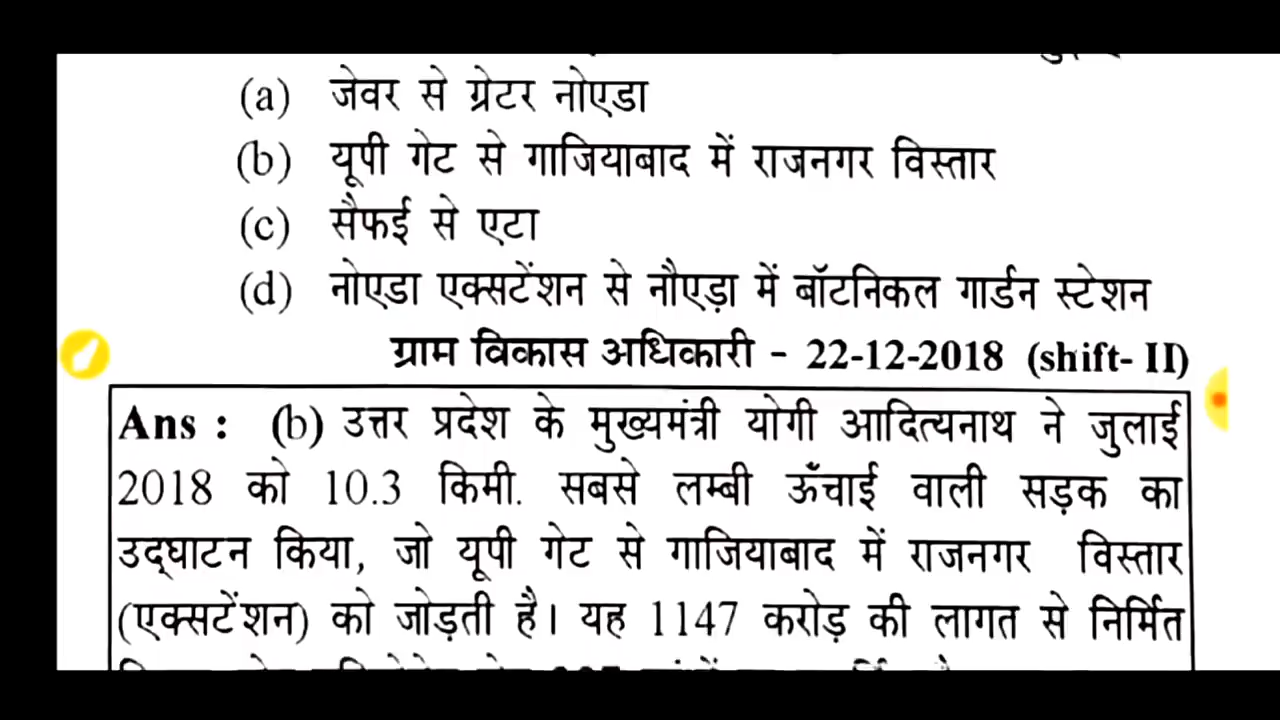 (a) जेवर से ग्रेटर नोएडा
(b) यूपी गेट से गाजियाबाद में राजनगर विस्तार
(c) सैफई से एटा
(d) नोएडा एक्सटेंशन से नौएड़ा में बॉटनिकल गार्डन स्टेशन
ग्राम विकास अधिकारी - 22-12-2018 (shift- II)
Ans : (b) उत्तर प्रदेश के मुख्यमंत्री योगी आदित्यनाथ ने जुलाई
2018 को 10.3 किमी. सबसे लम्बी ऊँचाई वाली सड़क का
उद्घाटन किया, जो यूपी गेट से गाजियाबाद में राजनगर विस्तार
(एक्सटेंशन) को जोड़ती है। यह 1147 करोड़ की लागत से निर्मित